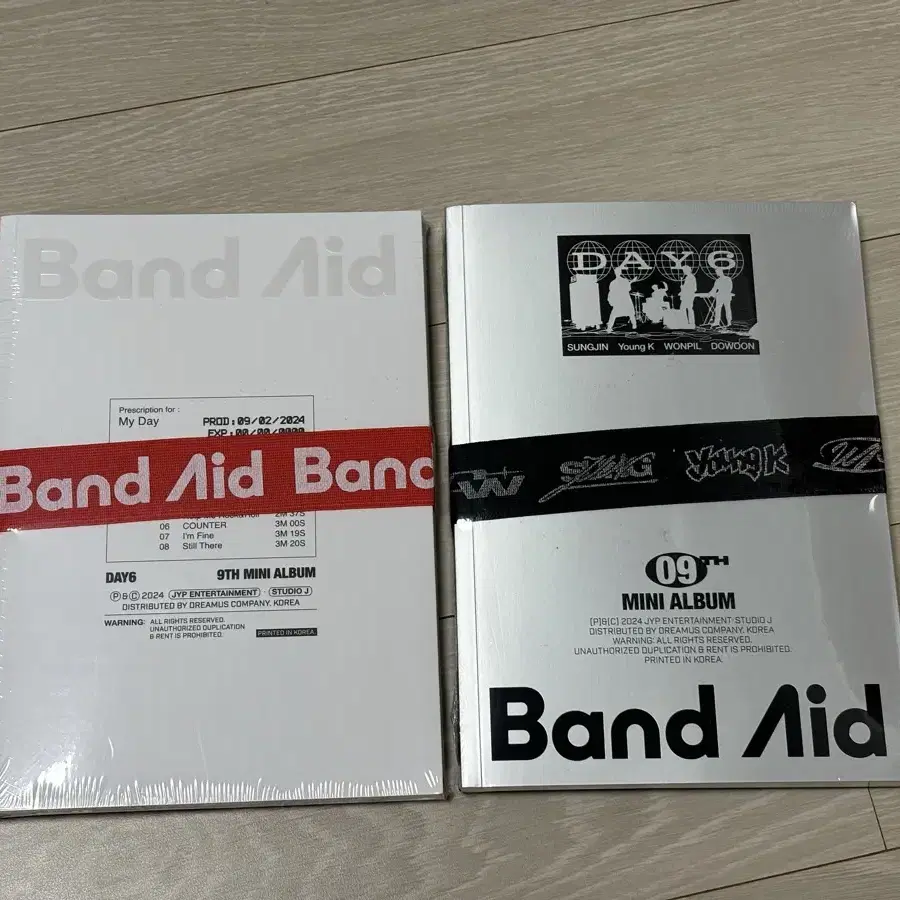 Band Aid
Prescription for :
My Day
PROD:09/02/2024
EXP:00/00/0000
Band Aid Band
06 COUNTER 3M 00S
07 I'm Fine 3M 19S
08 Still There 3M 20S
DAY6 9TH MINI ALBUM
Ⓟ&Ⓒ 2024 JYP ENTERTAINMENT · STUDIO J
DISTRIBUTED BY DREAMUS COMPANY. KOREA
WARNING: ALL RIGHTS RESERVED.
UNAUTHORIZED DUPLICATION
& RENT IS PROHIBITED.
PRINTED IN KOREA.
DAY6
SUNGJIN Young K WONPIL DOWOON
Young K
09TH
MINI ALBUM
(P)&(C) 2024 JYP ENTERTAINMENT· STUDIO J
DISTRIBUTED BY DREAMUS COMPANY. KOREA
WARNING: ALL RIGHTS RESERVED.
UNAUTHORIZED DUPLICATION & RENT IS PROHIBITED.
PRINTED IN KOREA.
Band Aid